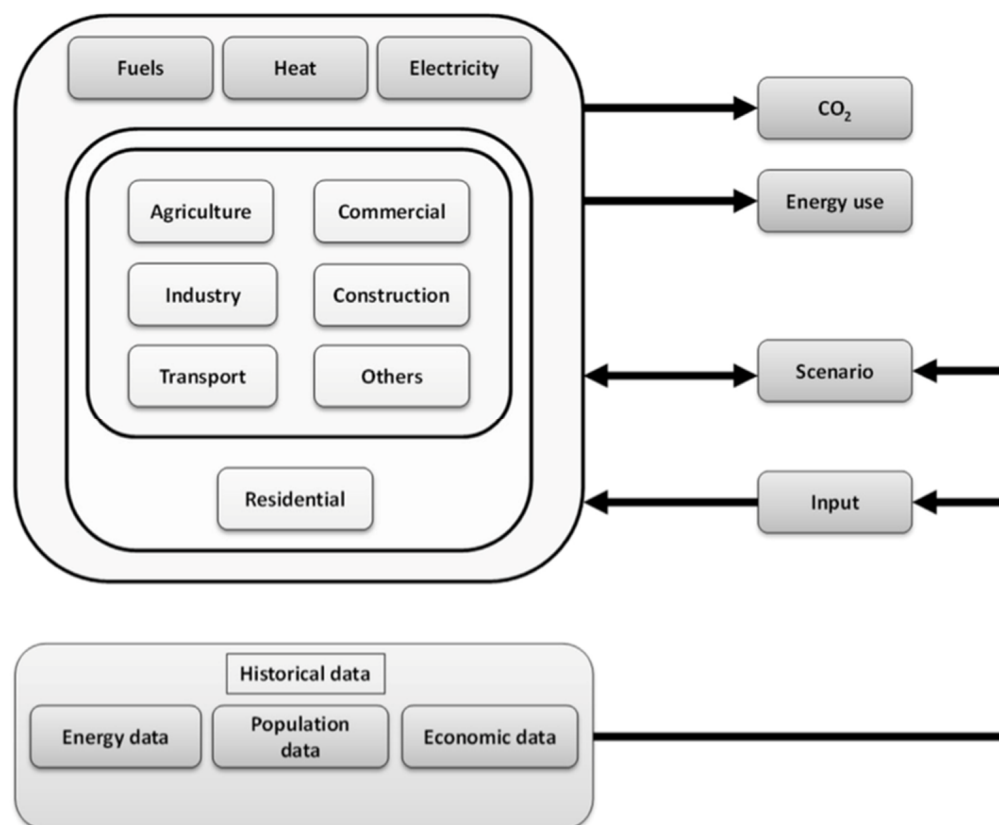 Fuels
Heat
Electricity
CO₂
Energy use
Agriculture
Commercial
Industry
Construction
Transport
Others
Scenario
Residential
Input
Historical data
Energy data
Population
data
Economic data